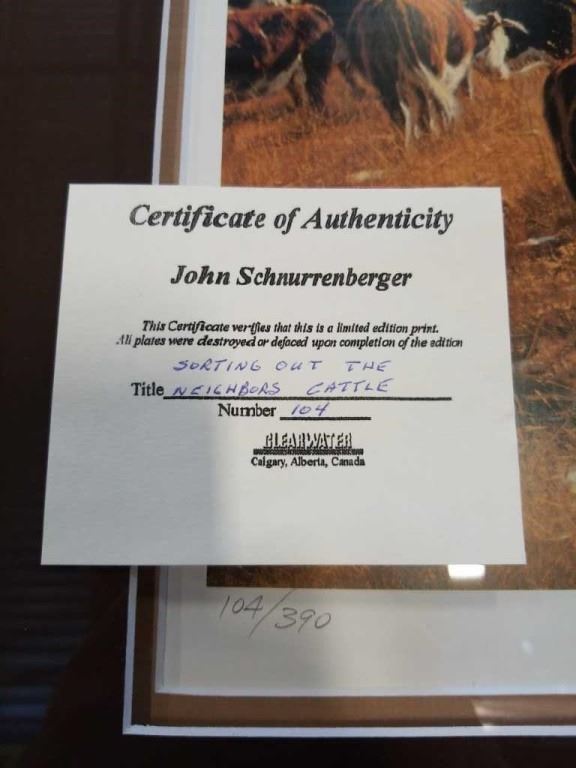 Certificate of Authenticity
John Schnurrenberger
This Certificate verifies that this is a limited edition print.
All plates were destroyed or defaced upon completion of the edition
SORTING OUT THE
Title NEIGHBORS CATTLE
Number 104
CLEARWATER
Calgary, Alberta, Canada
104/390